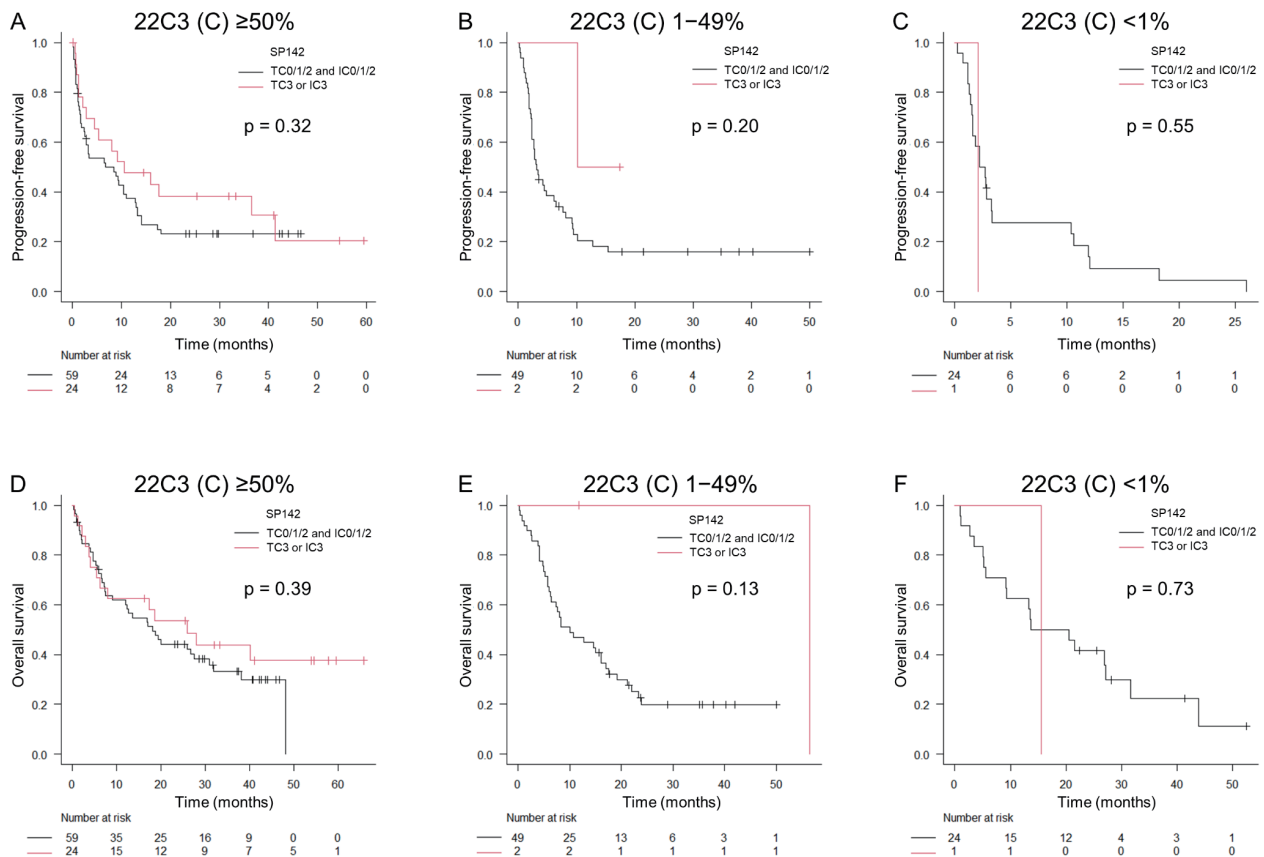 A
22C3 (C) ≥50%
SP142
TC0/1/2 and IC0/1/2
TC3 or IC3
p = 0.32
Progression-free survival
1.0
0.8
0.6
0.4
0.2
0.0
0 10 20 30 40 50 60
Time (months)
Number at risk
59 24 13 6 5 0 0
24 12 8 7 4 2 0
B
22C3 (C) 1−49%
SP142
TC0/1/2 and IC0/1/2
TC3 or IC3
p = 0.20
Progression-free survival
1.0
0.8
0.6
0.4
0.2
0.0
0 10 20 30 40 50
Time (months)
Number at risk
49 10 6 4 2 1
2 2 0 0 0 0
C
22C3 (C) <1%
SP142
TC0/1/2 and IC0/1/2
TC3 or IC3
p = 0.55
Progression-free survival
1.0
0.8
0.6
0.4
0.2
0.0
0 5 10 15 20 25
Time (months)
Number at risk
24 6 6 2 1 1
1 0 0 0 0 0
D
22C3 (C) ≥50%
SP142
TC0/1/2 and IC0/1/2
TC3 or IC3
p = 0.39
Overall survival
1.0
0.8
0.6
0.4
0.2
0.0
0 10 20 30 40 50 60
Time (months)
Number at risk
59 35 25 16 9 0 0
24 15 12 9 7 5 1
E
22C3 (C) 1−49%
SP142
TC0/1/2 and IC0/1/2
TC3 or IC3
p = 0.13
Overall survival
1.0
0.8
0.6
0.4
0.2
0.0
0 10 20 30 40 50
Time (months)
Number at risk
49 25 13 6 3 1
2 2 1 1 1 1
F
22C3 (C) <1%
SP142
TC0/1/2 and IC0/1/2
TC3 or IC3
p = 0.73
Overall survival
1.0
0.8
0.6
0.4
0.2
0.0
0 10 20 30 40 50
Time (months)
Number at risk
24 15 12 4 3 1
1 1 0 0 0 0